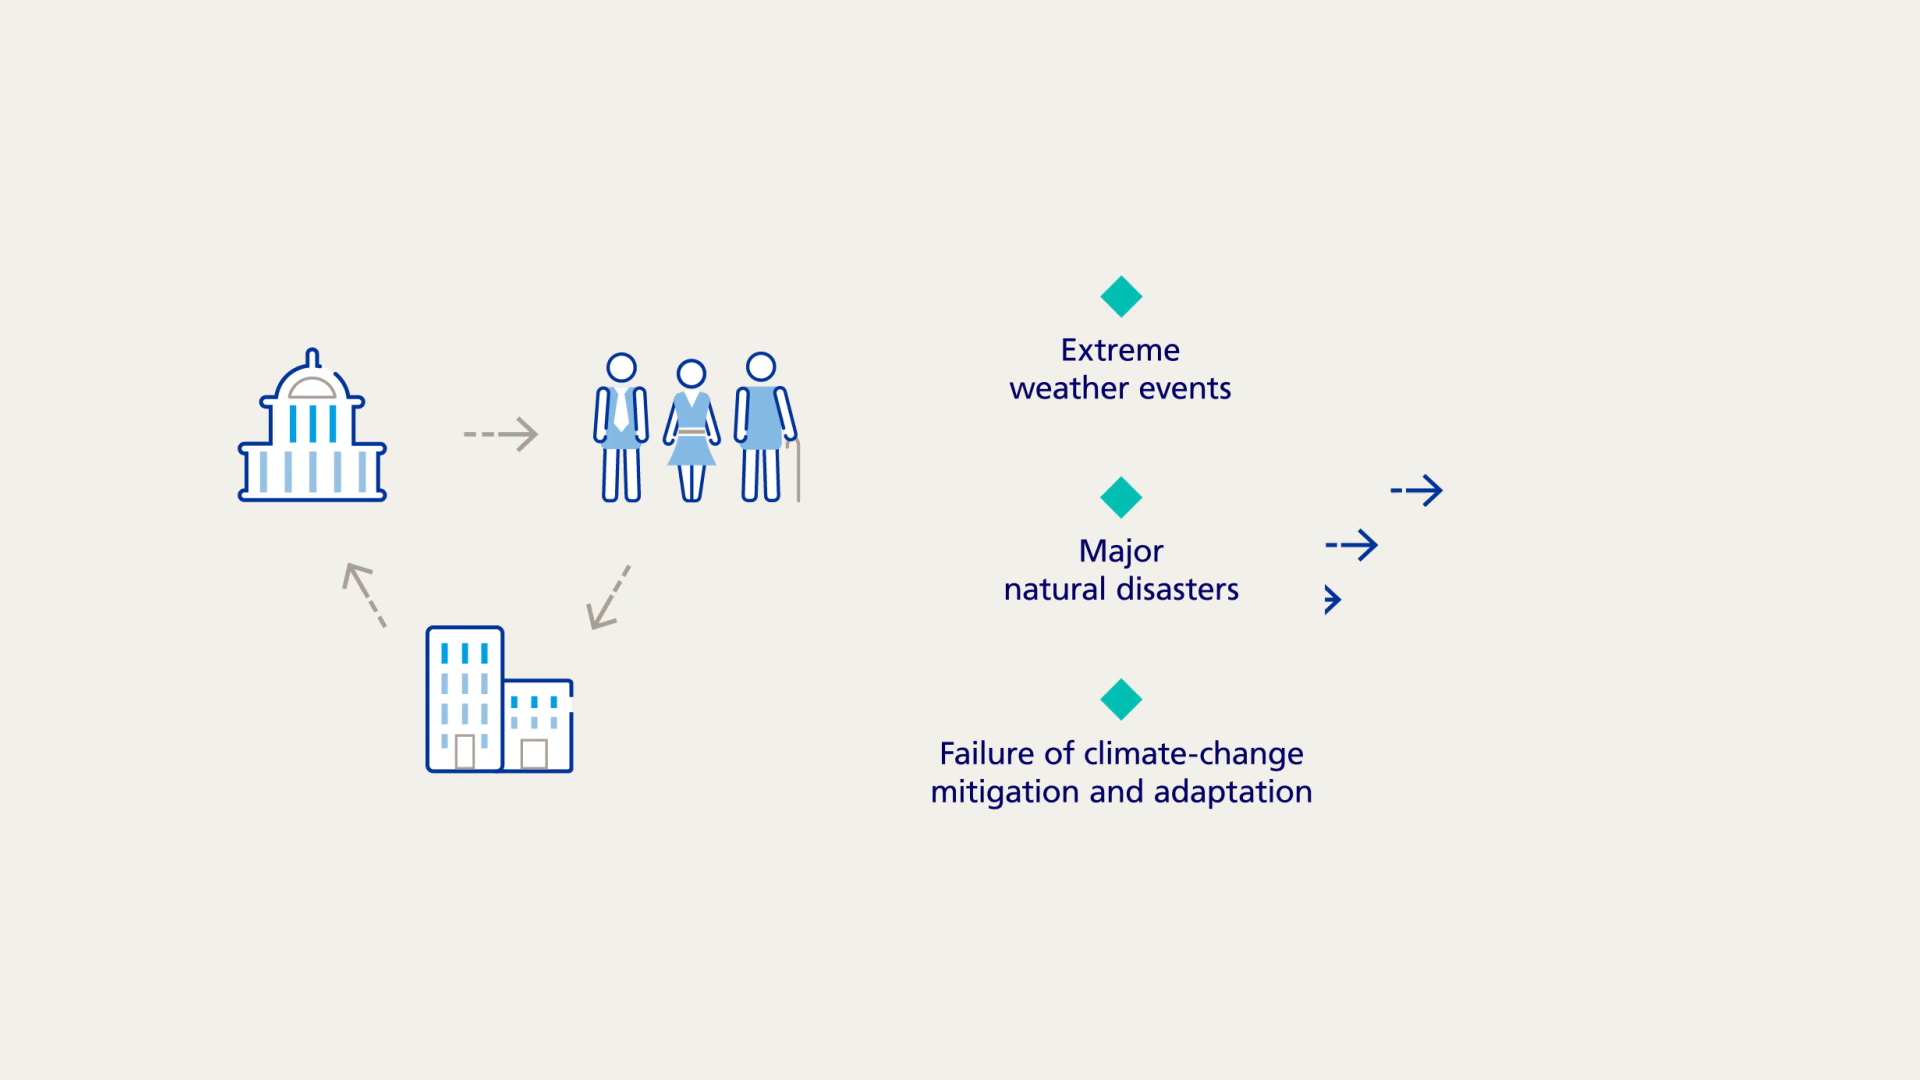 Extreme
weather events
Major
natural disasters
Failure of climate-change
mitigation and adaptation